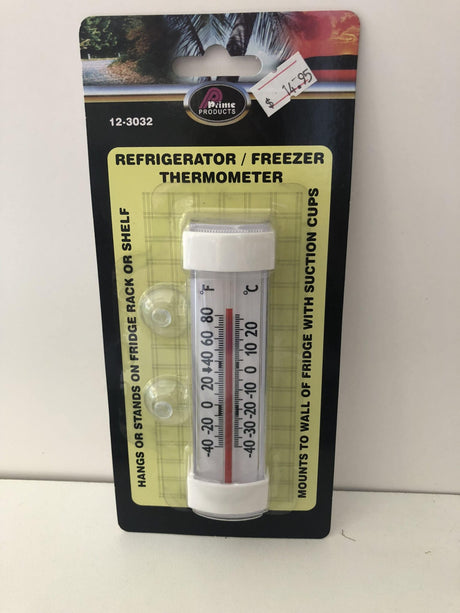 $ 14.95
Prime
PRODUCTS
12-3032
REFRIGERATOR / FREEZER
THERMOMETER
HANGS OR STANDS ON FRIDGE RACK OR SHELF
MOUNTS TO WALL OF FRIDGE WITH SUCTION CUPS
°F °C
80
60
40
20
0
-20
-40
20
10
0
-10
-20
-30
-40